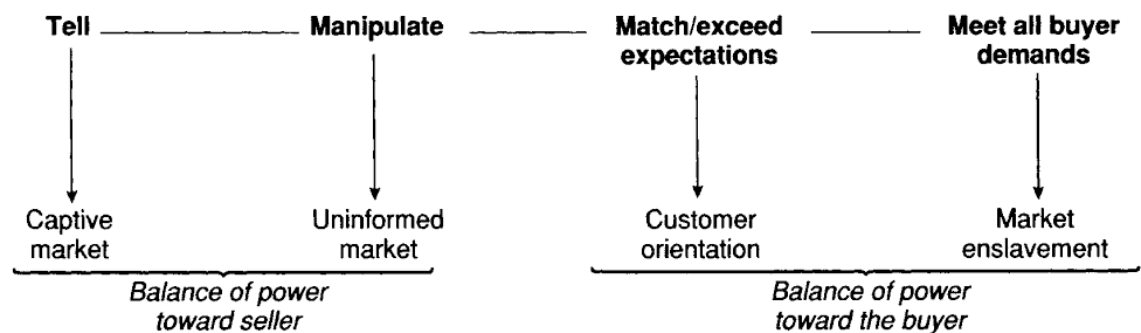 Tell Manipulate Match/exceed Meet all buyer
expectations demands
Captive Uninformed Customer Market
market market orientation enslavement
Balance of power Balance of power
toward seller toward the buyer